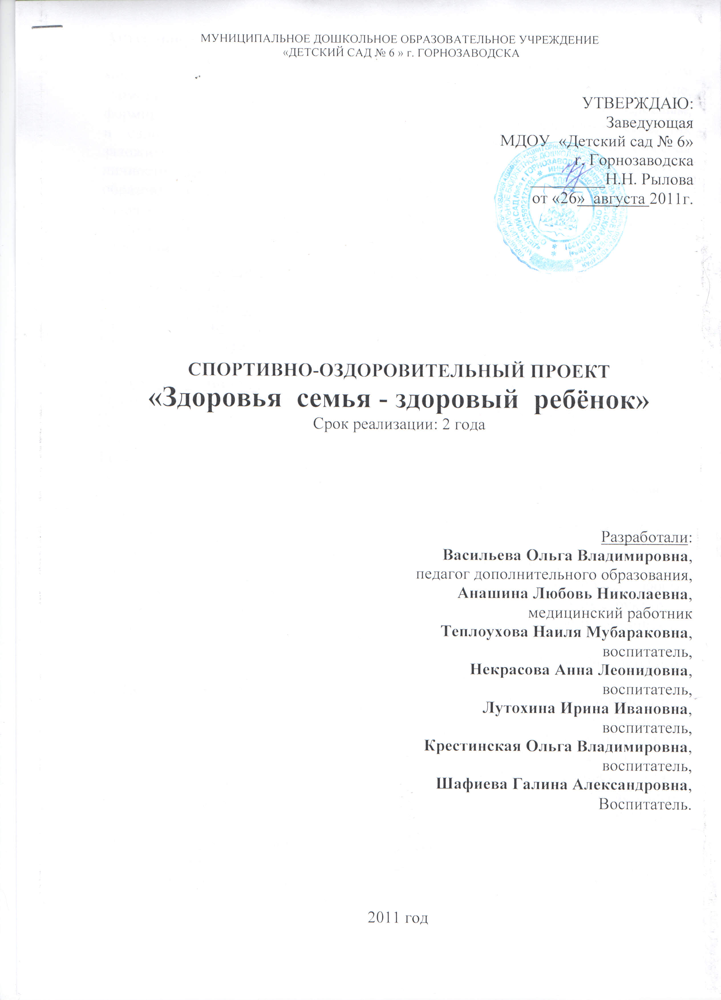 МУНИЦИПАЛЬНОЕ ДОШКОЛЬНОЕ ОБРАЗОВАТЕЛЬНОЕ УЧРЕЖДЕНИЕ
«ДЕТСКИЙ САД № 6 » г. ГОРНОЗАВОДСКА
УТВЕРЖДАЮ:
Заведующая
МДОУ «Детский сад № 6»
г. Горнозаводска
Н.Н. Рылова
от «26» августа 2011г.
СПОРТИВНО-ОЗДОРОВИТЕЛЬНЫЙ ПРОЕКТ
«Здоровья семья - здоровый ребёнок»
Срок реализации: 2 года
Разработали:
Васильева Ольга Владимировна,
педагог дополнительного образования,
Анашина Любовь Николаевна,
медицинский работник
Теплоухова Наиля Мубараковна,
воспитатель,
Некрасова Анна Леонидовна,
воспитатель,
Лутохина Ирина Ивановна,
воспитатель,
Крестинская Ольга Владимировна,
воспитатель,
Шафиева Галина Александровна,
Воспитатель.
2011 год